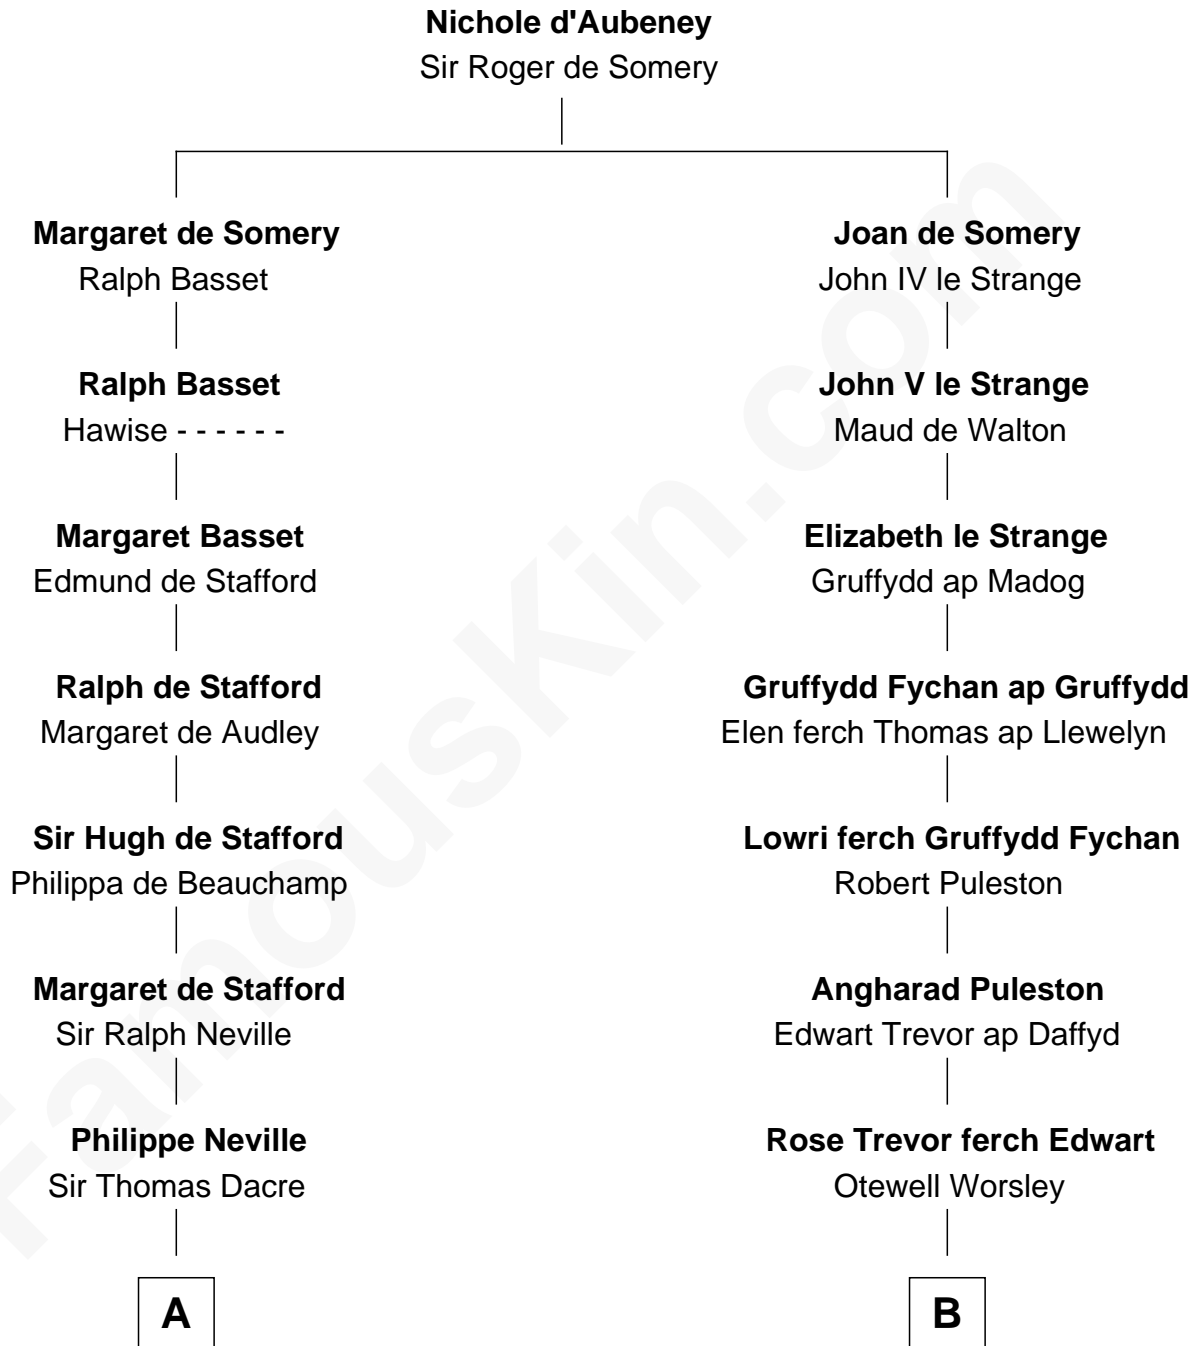 Nichole d'Aubeney
Sir Roger de Somery
Margaret de Somery
Ralph Basset
Ralph Basset
Hawise - - - - - -
Margaret Basset
Edmund de Stafford
Ralph de Stafford
Margaret de Audley
Sir Hugh de Stafford
Philippa de Beauchamp
Margaret de Stafford
Sir Ralph Neville
Philippe Neville
Sir Thomas Dacre
A
Joan de Somery
John IV le Strange
John V le Strange
Maud de Walton
Elizabeth le Strange
Gruffydd ap Madog
Gruffydd Fychan ap Gruffydd
Elen ferch Thomas ap Llewelyn
Lowri ferch Gruffydd Fychan
Robert Puleston
Angharad Puleston
Edwart Trevor ap Daffyd
Rose Trevor ferch Edwart
Otewell Worsley
B
FamousKin.com